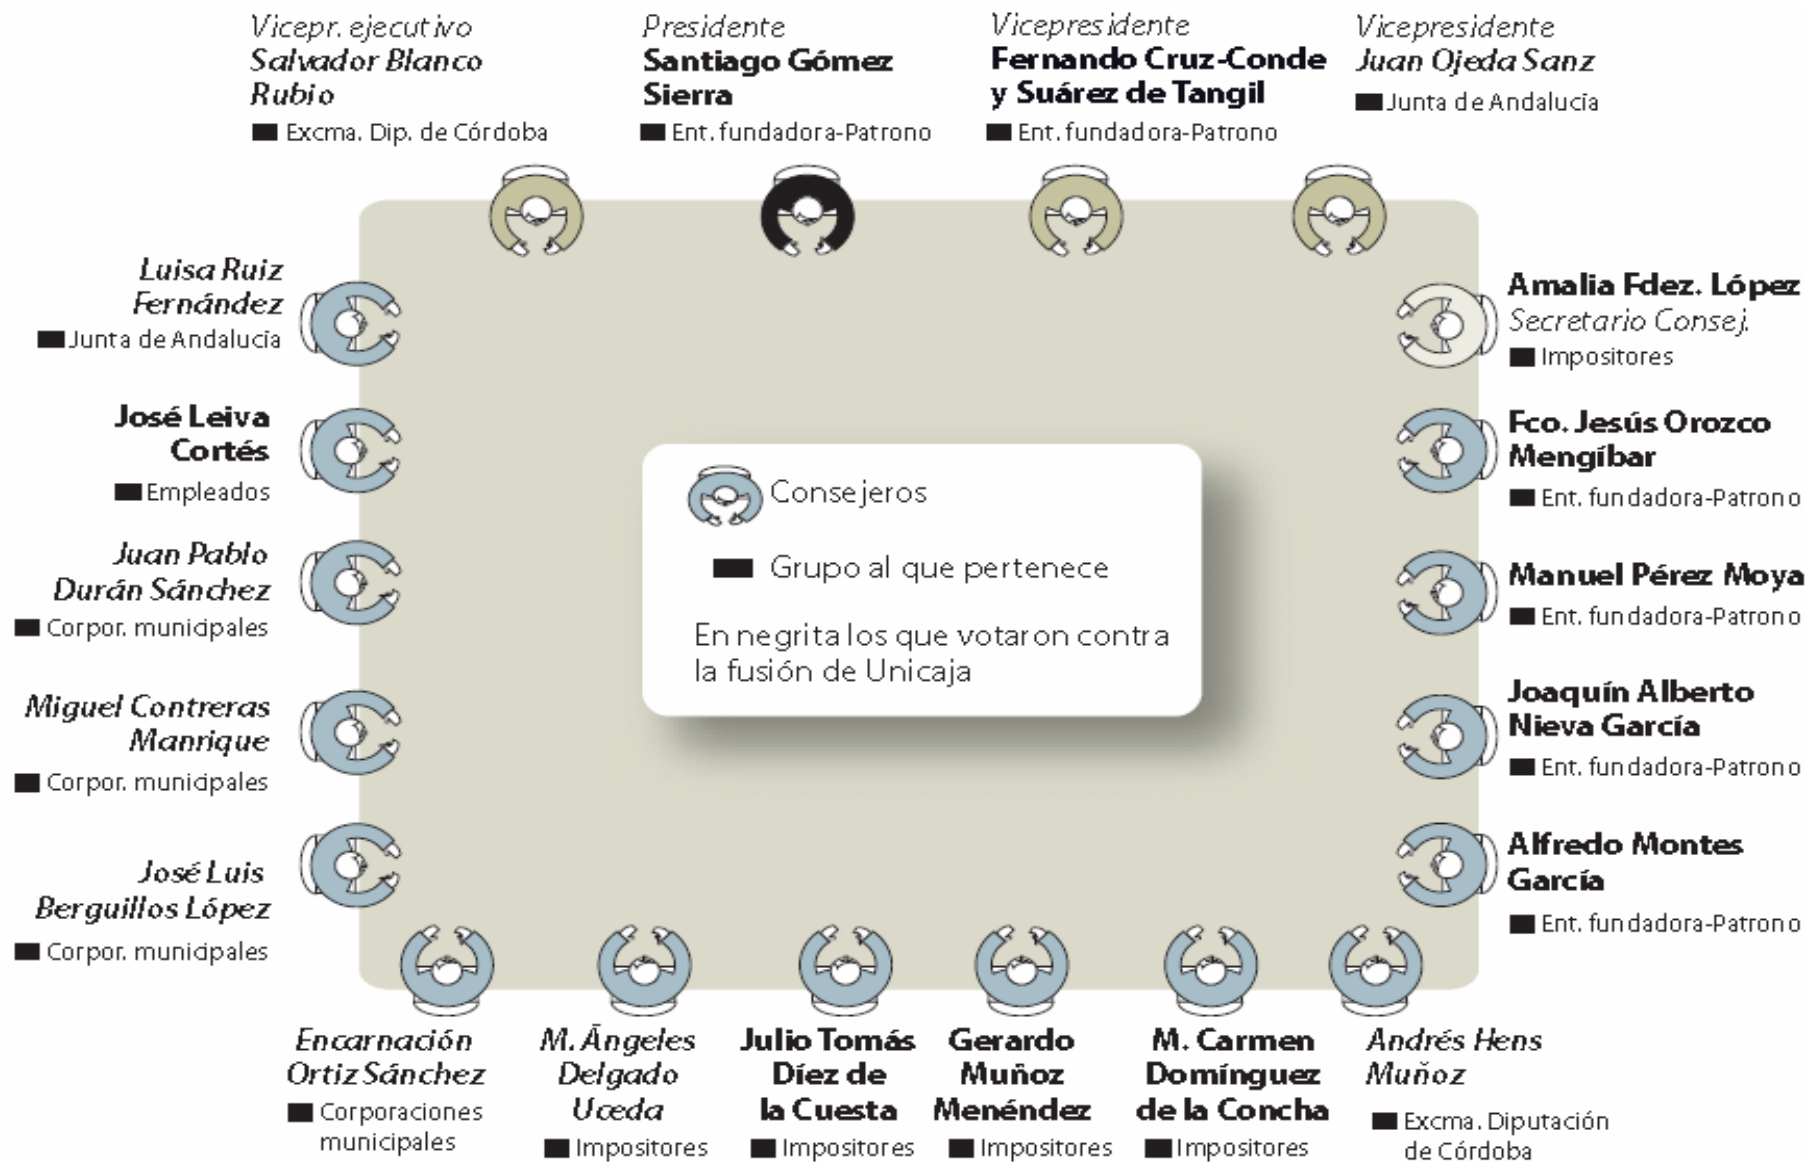 Vicepr. ejecutivo
Salvador Blanco
Rubio
Excma. Dip. de Córdoba
Presidente
Santiago Gómez
Sierra
Ent. fundadora-Patrono
Vicepresidente
Fernando Cruz-Conde
y Suárez de Tangil
Ent. fundadora-Patrono
Vicepresidente
Juan Ojeda Sanz
Junta de Andalucía
Luisa Ruiz
Fernández
Junta de Andalucía
José Leiva
Cortés
Empleados
Juan Pablo
Durán Sánchez
Corpor. municipales
Miguel Contreras
Manrique
Corpor. municipales
José Luis
Berguillos López
Corpor. municipales
Consejeros
Grupo al que pertenece
En negrita los que votaron contra
la fusión de Unicaja
Amalia Fdez. López
Secretario Consej.
Impositores
Fco. Jesús Orozco
Mengíbar
Ent. fundadora-Patrono
Manuel Pérez Moya
Ent. fundadora-Patrono
Joaquín Alberto
Nieva García
Ent. fundadora-Patrono
Alfredo Montes
García
Ent. fundadora-Patrono
Encarnación
Ortiz Sánchez
Corporaciones
municipales
M. Ángeles
Delgado
Uceda
Impositores
Julio Tomás
Díez de
la Cuesta
Impositores
Gerardo
Muñoz
Menéndez
Impositores
M. Carmen
Domínguez
de la Concha
Impositores
Andrés Hens
Muñoz
Excma. Diputación
de Córdoba